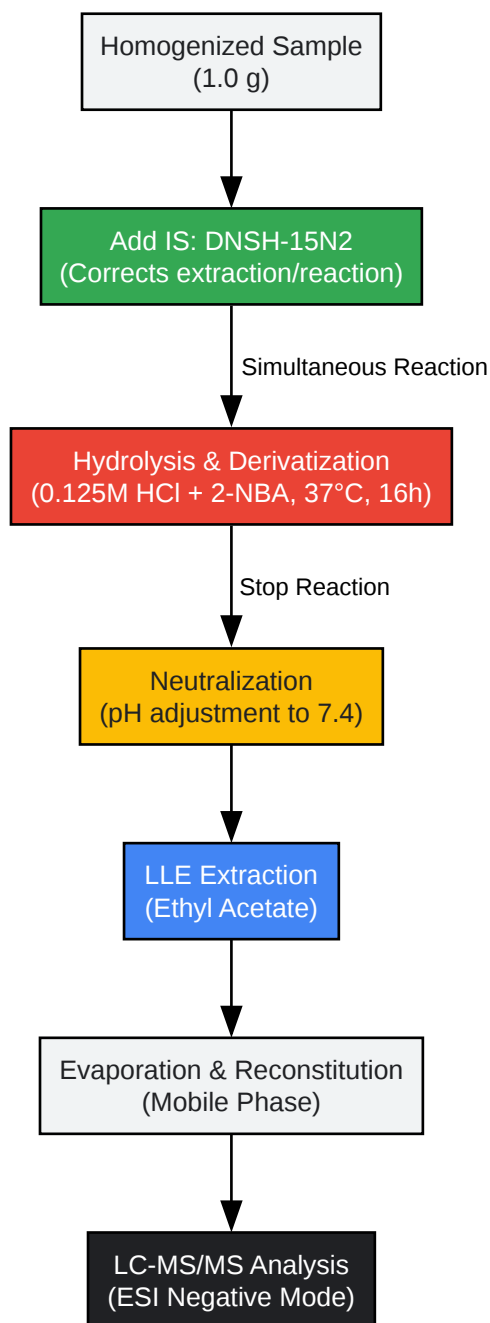 Homogenized Sample
(1.0 g)
Add IS: DNSH-15N2
(Corrects extraction/reaction)
Simultaneous Reaction
Hydrolysis & Derivatization
(0.125M HCl + 2-NBA, 37°C, 16h)
Stop Reaction
Neutralization
(pH adjustment to 7.4)
LLE Extraction
(Ethyl Acetate)
Evaporation & Reconstitution
(Mobile Phase)
LC-MS/MS Analysis
(ESI Negative Mode)